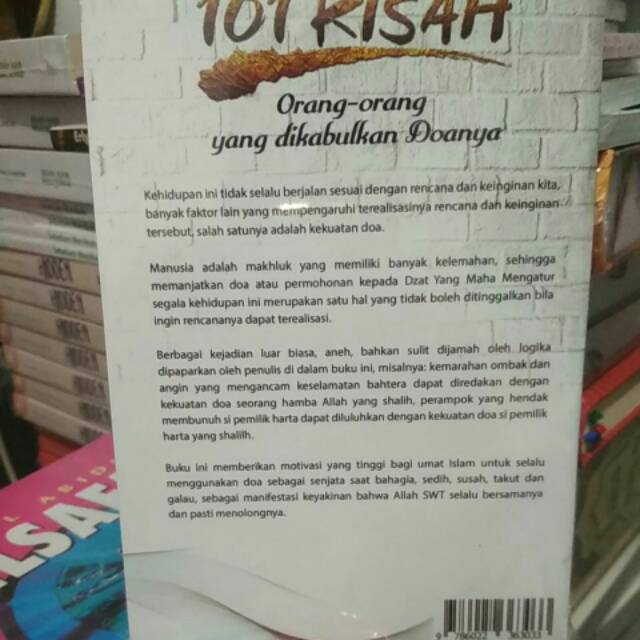 101 KISAH
Orang-orang
yang dikabulkan Doanya
Kehidupan ini tidak selalu berjalan sesuai dengan rencana dan keinginan kita,
banyak faktor lain yang mempengaruhi terealisasinya rencana dan keinginan
tersebut, salah satunya adalah kekuatan doa.
Manusia adalah makhluk yang memiliki banyak kelemahan, sehingga
memanjatkan doa atau permohonan kepada Dzat Yang Maha Mengatur
segala kehidupan ini merupakan satu hal yang tidak boleh ditinggalkan bila
ingin rencananya dapat terealisasi.
Berbagai kejadian luar biasa, aneh, bahkan sulit dijamah oleh logika
dipaparkan oleh penulis di dalam buku ini, misalnya: kemarahan ombak dan
angin yang mengancam keselamatan bahtera dapat diredakan dengan
kekuatan doa seorang hamba Allah yang shalih, perampok yang hendak
membunuh si pemilik harta dapat diluluhkan dengan kekuatan doa si pemilik
harta yang shalilh.
Buku ini memberikan motivasi yang tinggi bagi umat Islam untuk selalu
menggunakan doa sebagai senjata saat bahagia, sedih, susah, takut dan
galau, sebagai manifestasi keyakinan bahwa Allah SWT selalu bersamanya
dan pasti menolongnya.